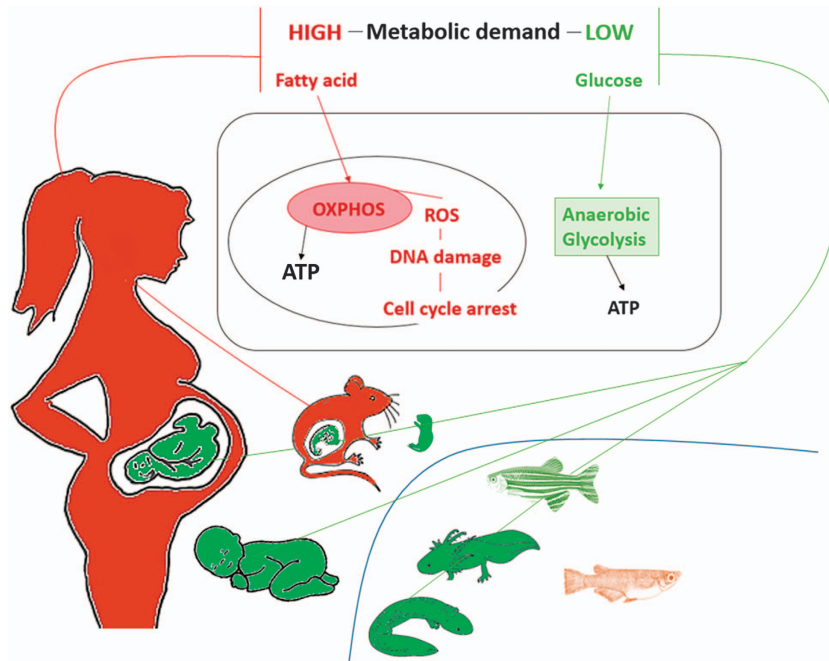 HIGH – Metabolic demand – LOW
Fatty acid
Glucose
OXPHOS
ROS
Anaerobic
Glycolysis
DNA damage
ATP
Cell cycle arrest
ATP